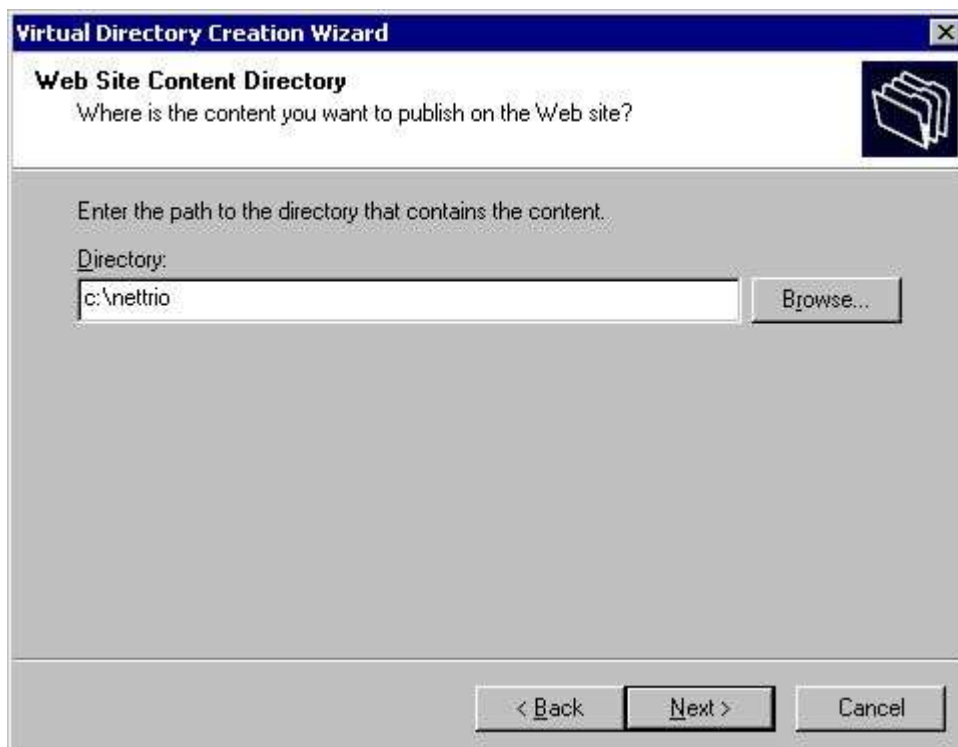 Virtual Directory Creation Wizard
Web Site Content Directory
Where is the content you want to publish on the Web site?
Enter the path to the directory that contains the content.
Directory:
c:\nettrio
Browse...
< Back
Next >
Cancel